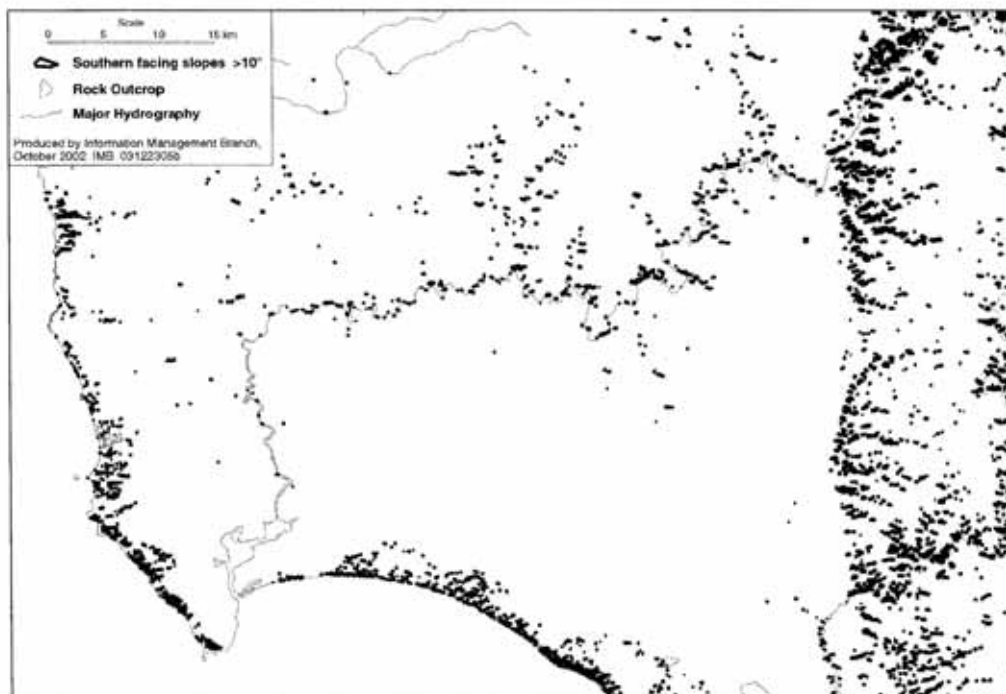 Scale
0 5 10 15 km
Southern facing slopes >10°
Rock Outcrop
Major Hydrography
Produced by Information Management Branch,
October 2002 IMB 0312230Sb